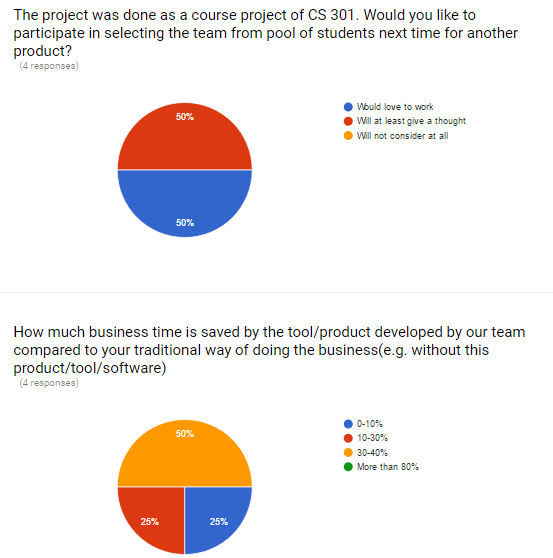 The project was done as a course project of CS 301. Would you like to
participate in selecting the team from pool of students next time for another
product?
(4 responses)
50%
50%
Would love to work
Will at least give a thought
Will not consider at all
How much business time is saved by the tool/product developed by our team
compared to your traditional way of doing the business(e.g. without this
product/tool/software)
(4 responses)
50%
25%
25%
0-10%
10-30%
30-40%
More than 80%